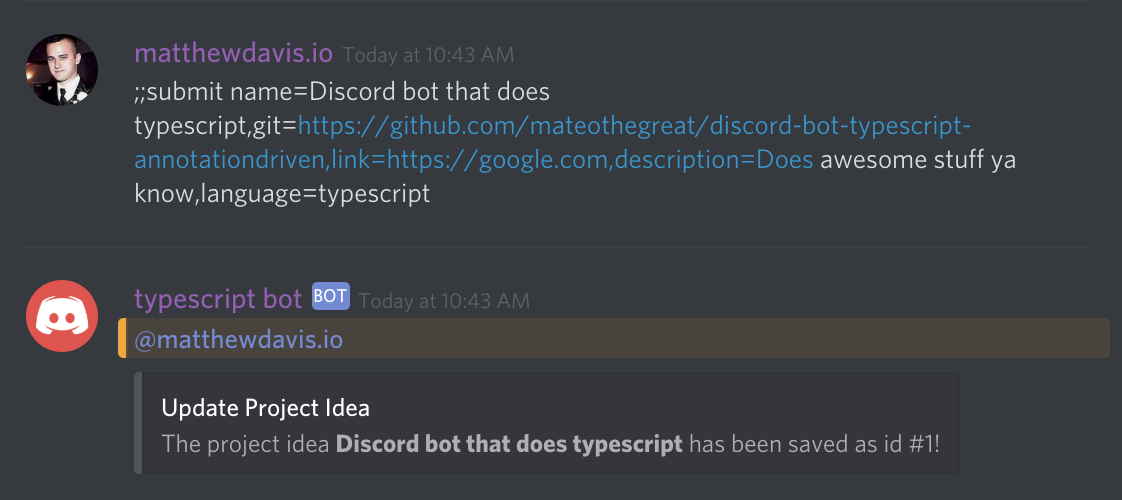 matthewdavis.io Today at 10:43 AM
;;submit name=Discord bot that does
typescript,git=https://github.com/mateothegreat/discord-bot-typescript-
annotationdriven,link=https://google.com,description=Does awesome stuff ya
know,language=typescript
typescript bot BOT Today at 10:43 AM
@matthewdavis.io
Update Project Idea
The project idea Discord bot that does typescript has been saved as id #1!